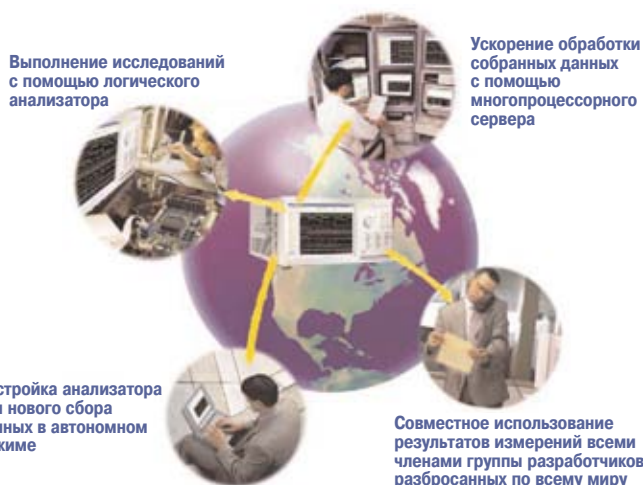 Выполнение исследований
с помощью логического
анализатора
Ускорение обработки
собранных данных
с помощью
многопроцессорного
сервера
стройка анализатора
нового сбора
ных в автономном
жиме
Совместное использование
результатов измерений всеми
членами группы разработчиков
разбросанных по всему миру